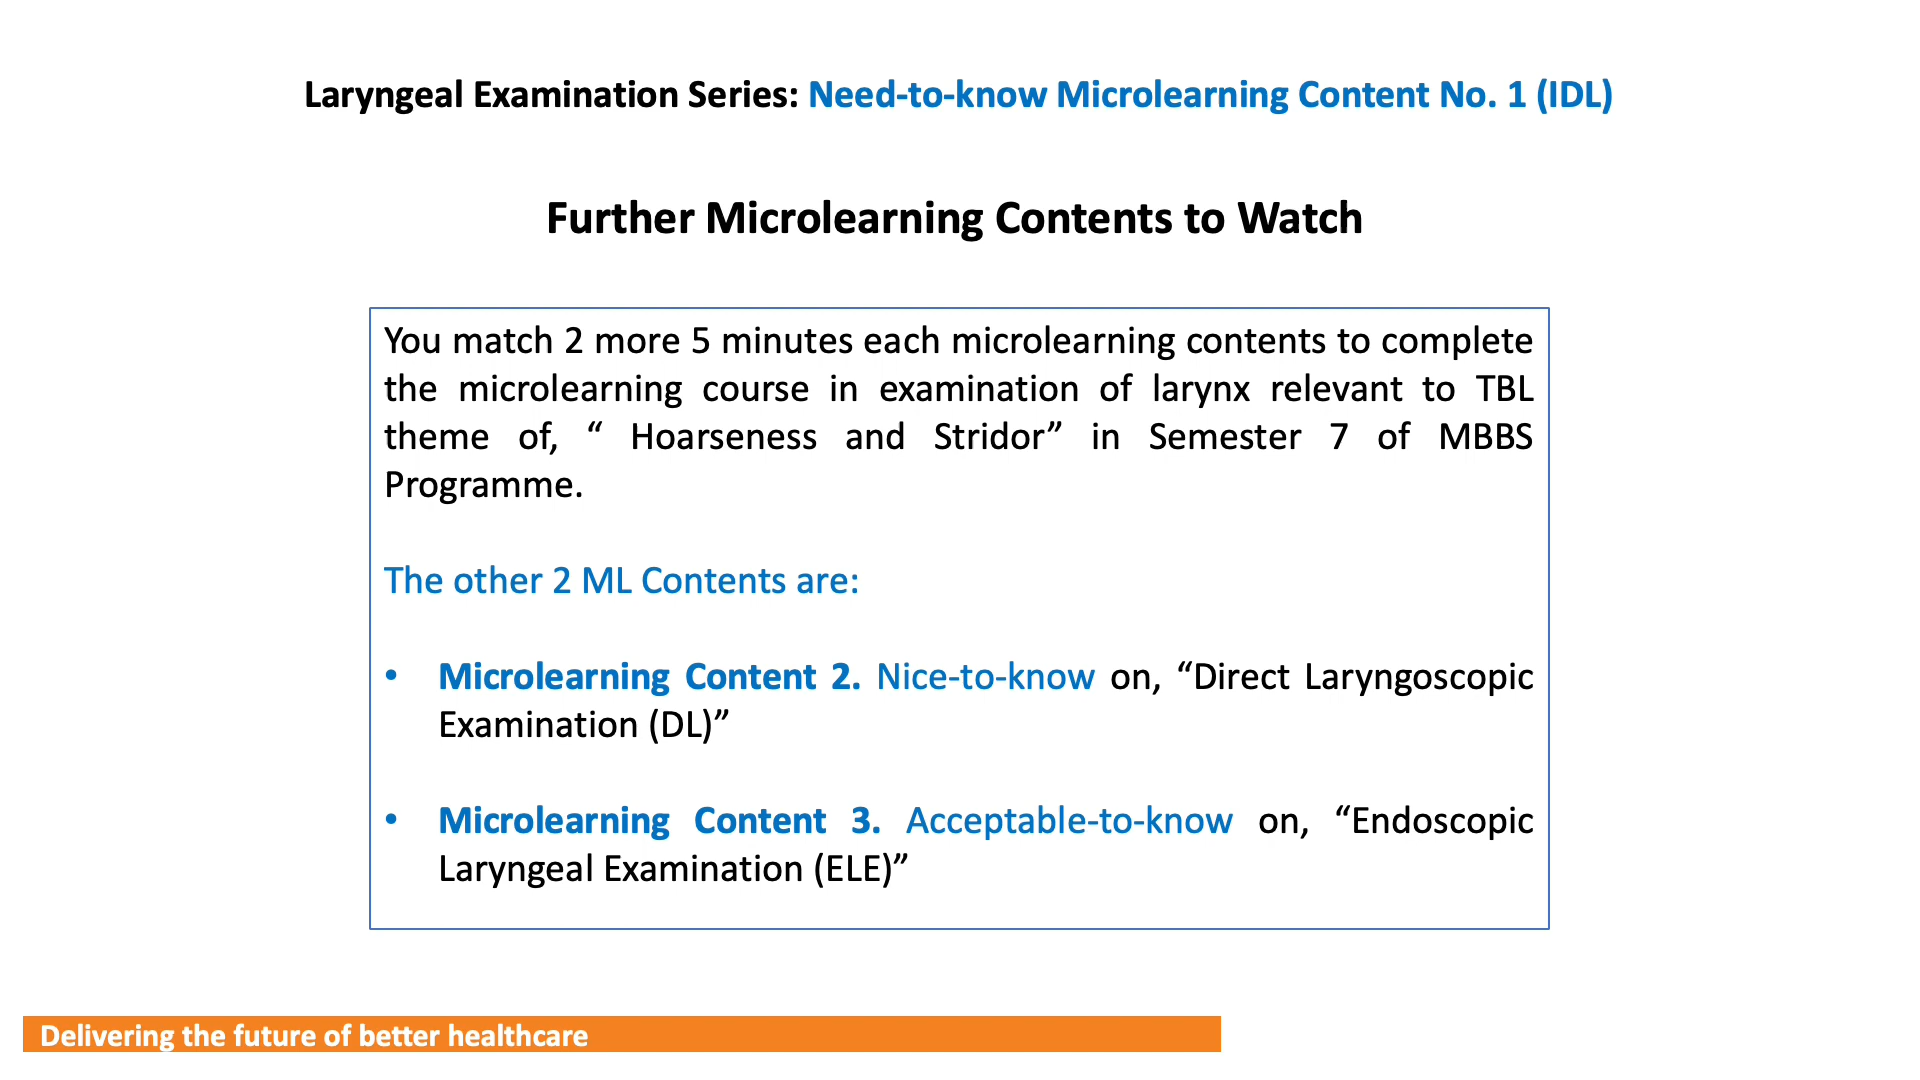 Laryngeal Examination Series: Need-to-know Microlearning Content No. 1 (IDL)
Further Microlearning Contents to Watch
You match 2 more 5 minutes each microlearning contents to complete
the microlearning course in examination of larynx relevant to TBL
theme of, “ Hoarseness and Stridor” in Semester 7 of MBBS
Programme.
The other 2 ML Contents are:
• Microlearning Content 2. Nice-to-know on, “Direct Laryngoscopic
Examination (DL)”
• Microlearning Content 3. Acceptable-to-know on, “Endoscopic
Laryngeal Examination (ELE)”
Delivering the future of better healthcare